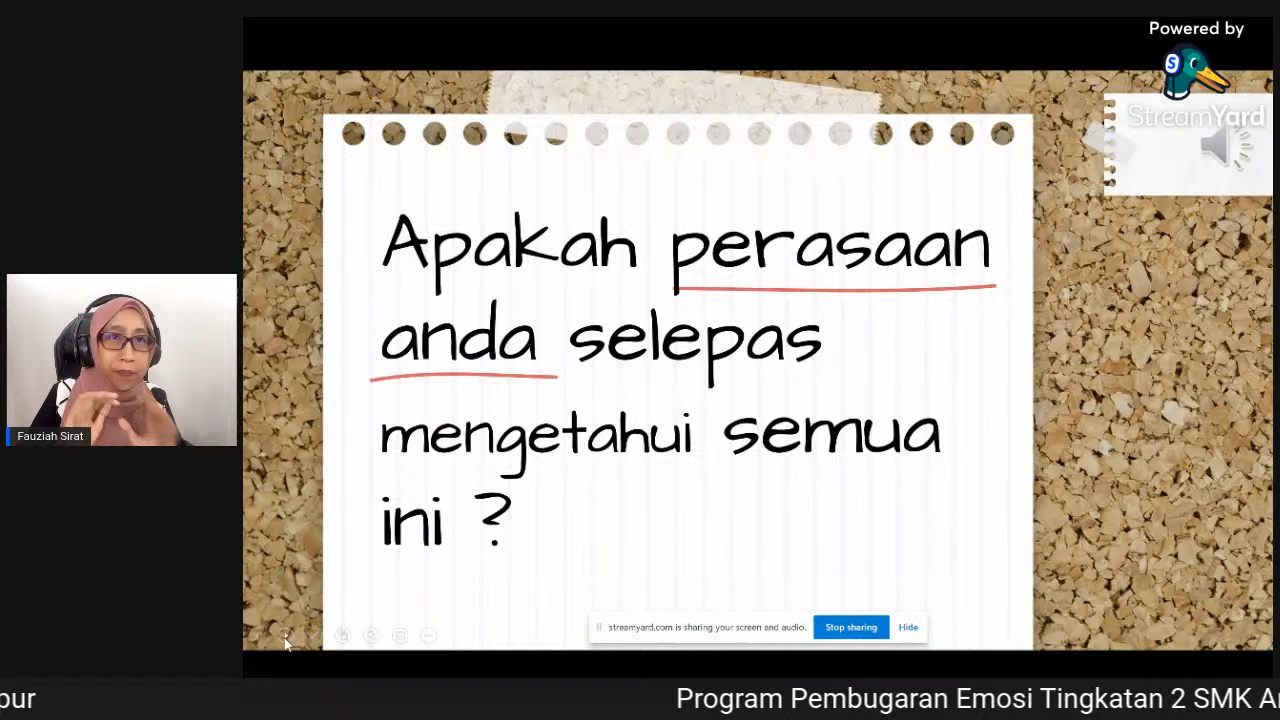 Powered by
StreamYard
Apakah perasaan
anda selepas
mengetahui semua
ini ?
Fauziah Sirat
streamyard.com is sharing your screen and audio.
Stop sharing
Hide
Program Pembugaran Emosi Tingkatan 2 SMK